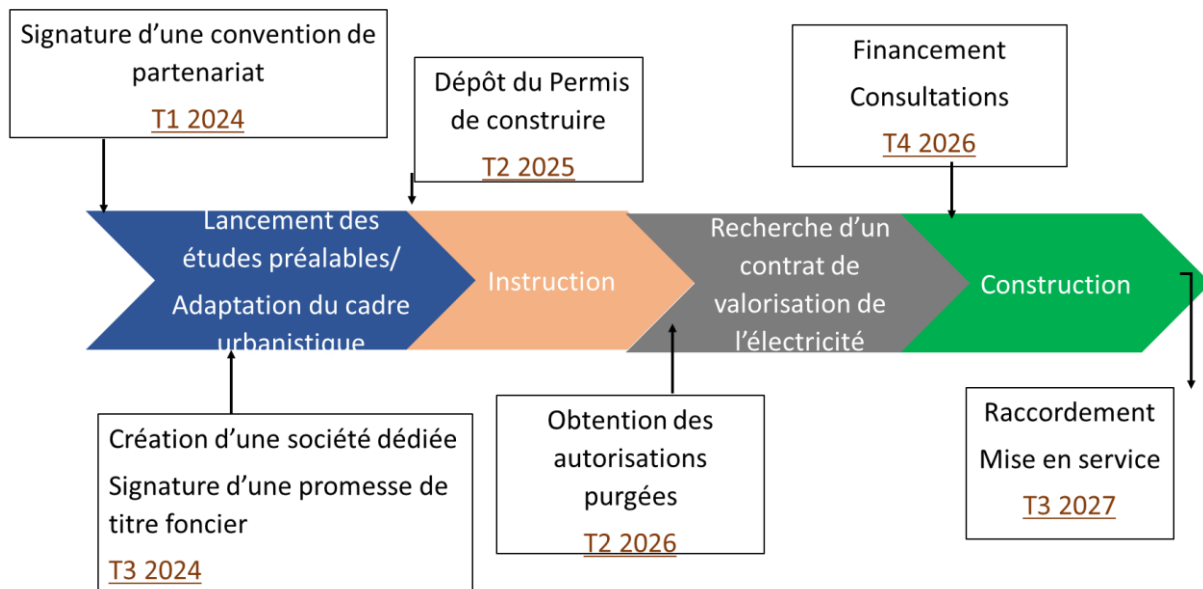 Signature d’une convention de
partenariat
T1 2024
Dépôt du Permis
de construire
T2 2025
Financement
Consultations
T4 2026
Lancement des
études préalables/
Adaptation du cadre
urbanistique
Instruction
Recherche d’un
contrat de
valorisation de
l’électricité
Construction
Création d’une société dédiée
Signature d’une promesse de
titre foncier
T3 2024
Obtention des
autorisations
purgées
T2 2026
Raccordement
Mise en service
T3 2027